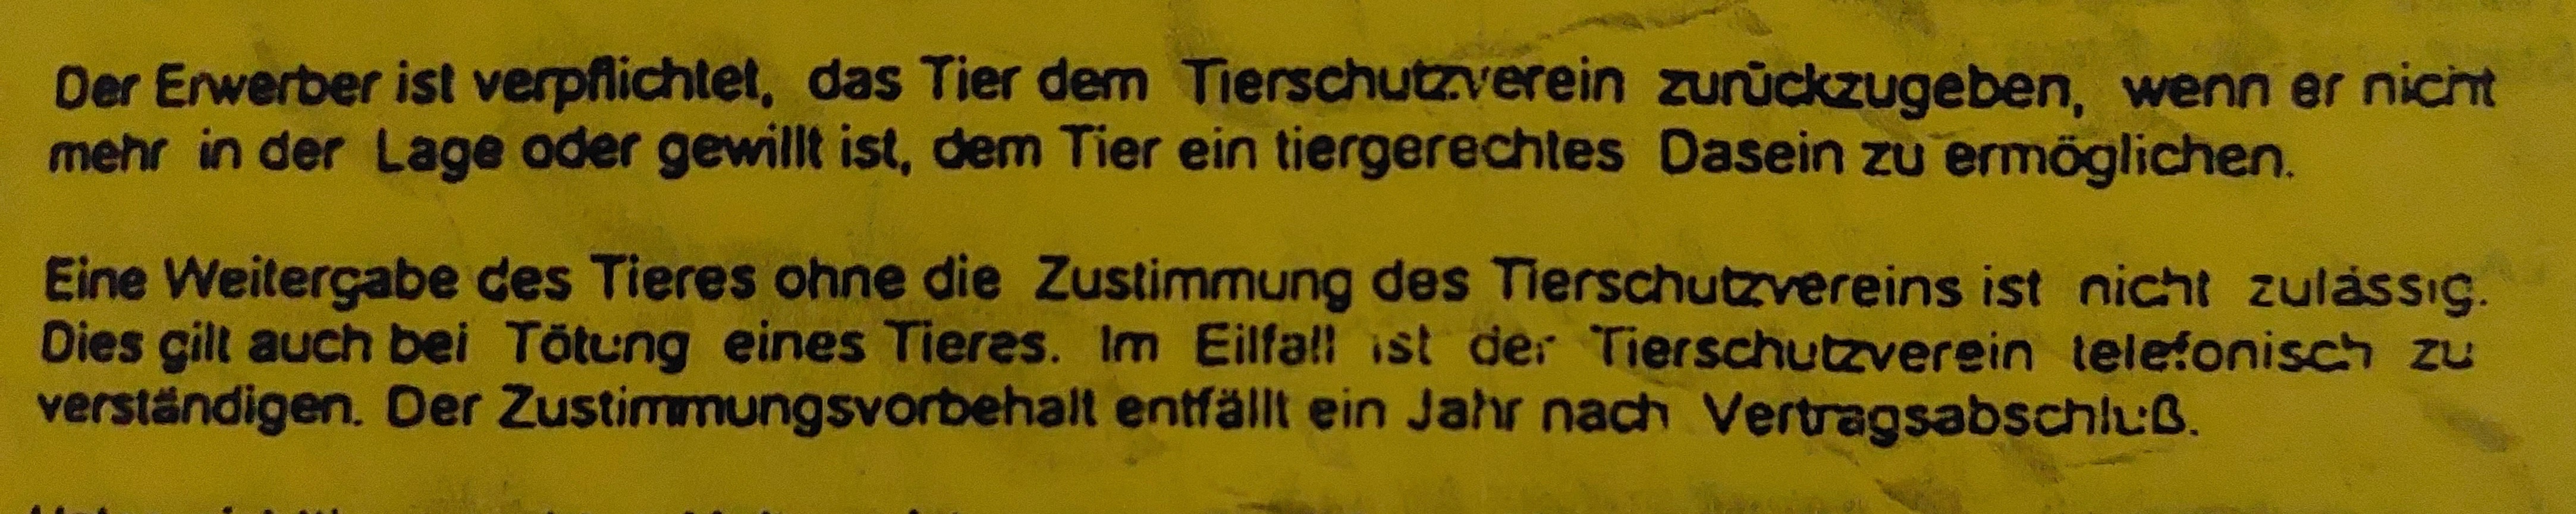 Der Erwerber ist verpflichtet, das Tier dem Tierschutzverein zurückzugeben, wenn er nicht
mehr in der Lage oder gewillt ist, dem Tier ein tiergerechtes Dasein zu ermöglichen.
Eine Weitergabe des Tieres ohne die Zustimmung des Tierschutzvereins ist nicht zulässig.
Dies gilt auch bei Tötung eines Tieres. Im Eilfall ist der Tierschutzverein telefonisch zu
verständigen. Der Zustimmungsvorbehalt entfällt ein Jahr nach Vertragsabschluß.